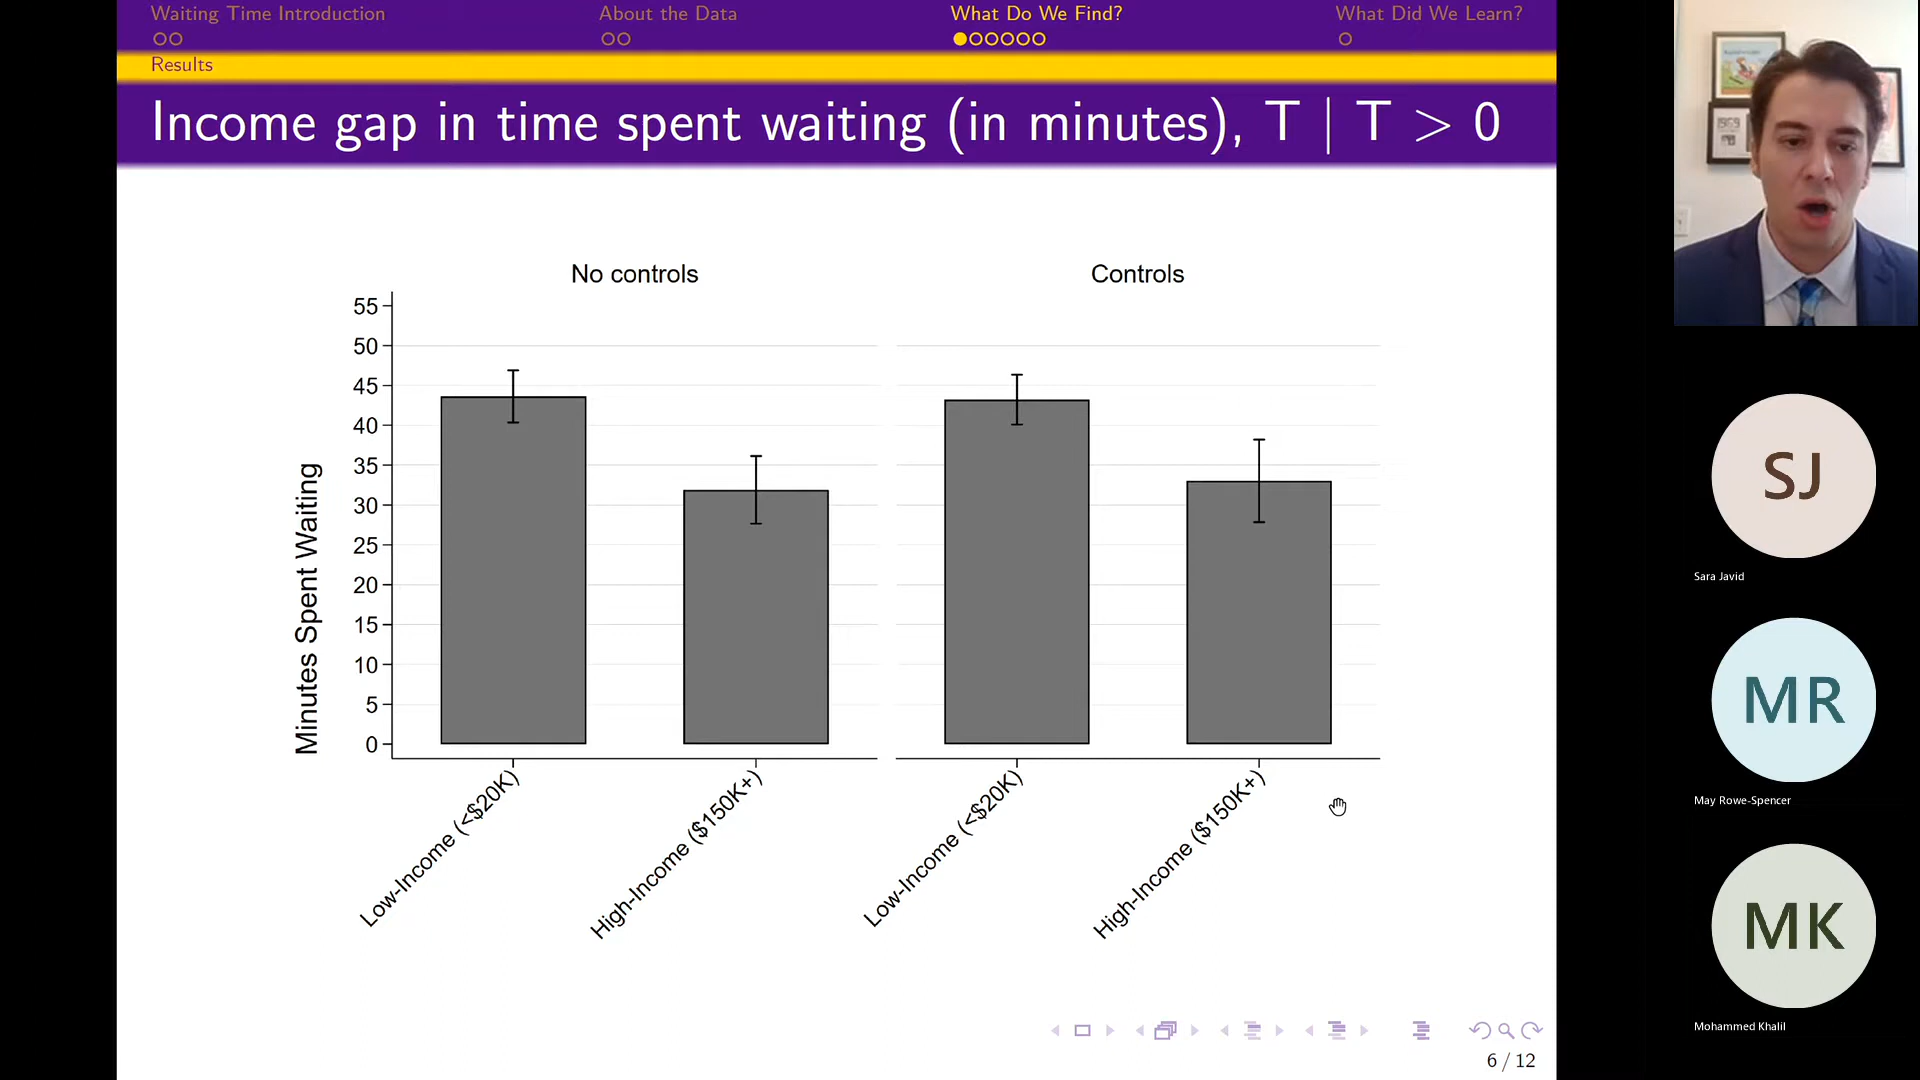 Waiting Time Introduction
About the Data
What Do We Find?
What Did We Learn?
Results
Income gap in time spent waiting (in minutes), T | T > 0
No controls
Controls
Minutes Spent Waiting
55
50
45
40
35
30
25
20
15
10
5
0
Low-Income (<$20K)
High-Income ($150K+)
Low-Income (<$20K)
High-Income ($150K+)
6 / 12
1969
SJ
Sara Javid
MR
May Rowe-Spencer
MK
Mohammed Khalil